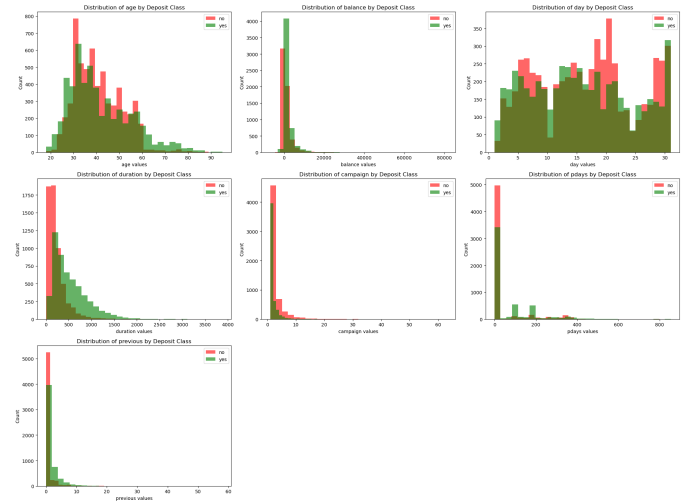 Distribution of age by Deposit Class
no
yes
Count
800
700
600
500
400
300
200
100
0
20 30 40 50 60 70 80 90
age values
Distribution of balance by Deposit Class
no
yes
Count
4000
3500
3000
2500
2000
1500
1000
500
0
0 20000 40000 60000 80000
balance values
Distribution of day by Deposit Class
no
yes
Count
350
300
250
200
150
100
50
0
0 5 10 15 20 25 30
day values
Distribution of duration by Deposit Class
no
yes
Count
1750
1500
1250
1000
750
500
250
0
0 500 1000 1500 2000 2500 3000 3500 4000
duration values
Distribution of campaign by Deposit Class
no
yes
Count
4000
3000
2000
1000
0
0 10 20 30 40 50 60
campaign values
Distribution of pdays by Deposit Class
no
yes
Count
5000
4000
3000
2000
1000
0
0 200 400 600 800
pdays values
Distribution of previous by Deposit Class
no
yes
Count
5000
4000
3000
2000
1000
0
0 10 20 30 40 50 60
previous values